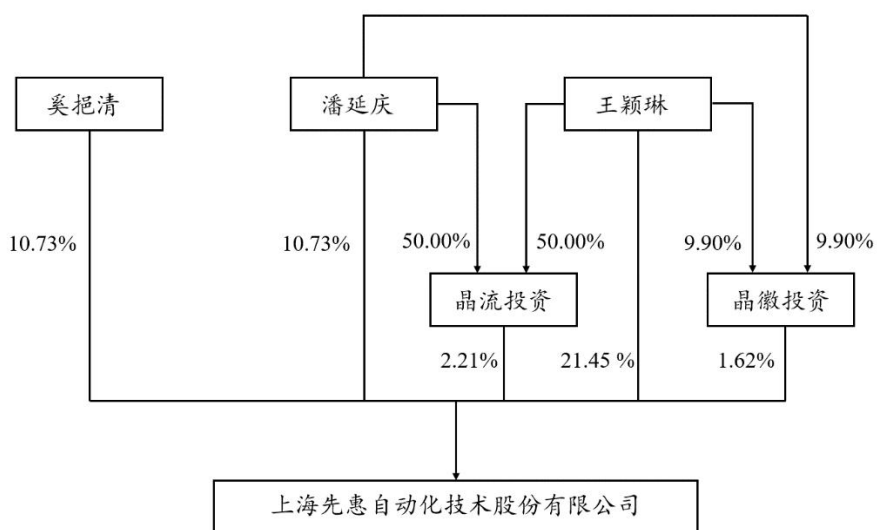 奚挹清
潘延庆
王颖琳
10.73%
10.73%
50.00%
50.00%
9.90%
9.90%
晶流投资
晶徽投资
2.21%
21.45 %
1.62%
上海先惠自动化技术股份有限公司